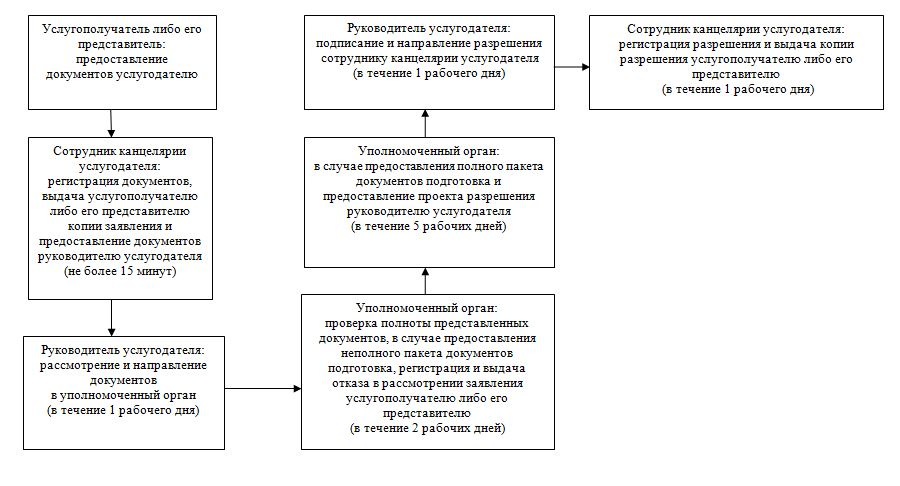 Услугополучатель либо его
представитель:
предоставление
документов услугодателю
Сотрудник канцелярии
услугодателя:
регистрация документов,
выдача услугополучателю
либо его представителю
копии заявления и
предоставление документов
руководителю услугодателя
(не более 15 минут)
Руководитель услугодателя:
рассмотрение и направление
документов
в уполномоченный орган
(в течение 1 рабочего дня)
Уполномоченный орган:
проверка полноты представленных
документов, в случае предоставления
неполного пакета документов
подготовка, регистрация и выдача
отказа в рассмотрении заявления
услугополучателю либо его
представителю
(в течение 2 рабочих дней)
Уполномоченный орган:
в случае предоставления полного пакета
документов подготовка и
предоставление проекта разрешения
руководителю услугодателя
(в течение 5 рабочих дней)
Руководитель услугодателя:
подписание и направление разрешения
сотруднику канцелярии услугодателя
(в течение 1 рабочего дня)
Сотрудник канцелярии услугодателя:
регистрация разрешения и выдача копии
разрешения услугополучателю либо его
представителю
(в течение 1 рабочего дня)